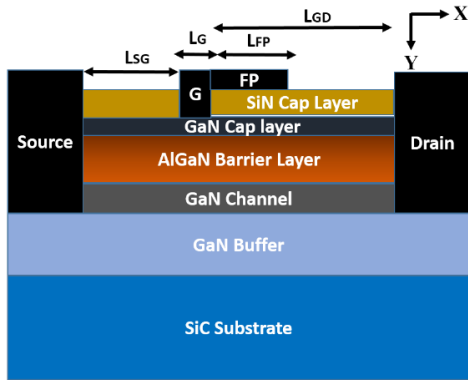 LGD
X
LG
LFP
LSG
Y
FP
G
SiN Cap Layer
GaN Cap layer
Source
Drain
AlGaN Barrier Layer
GaN Channel
GaN Buffer
SiC Substrate